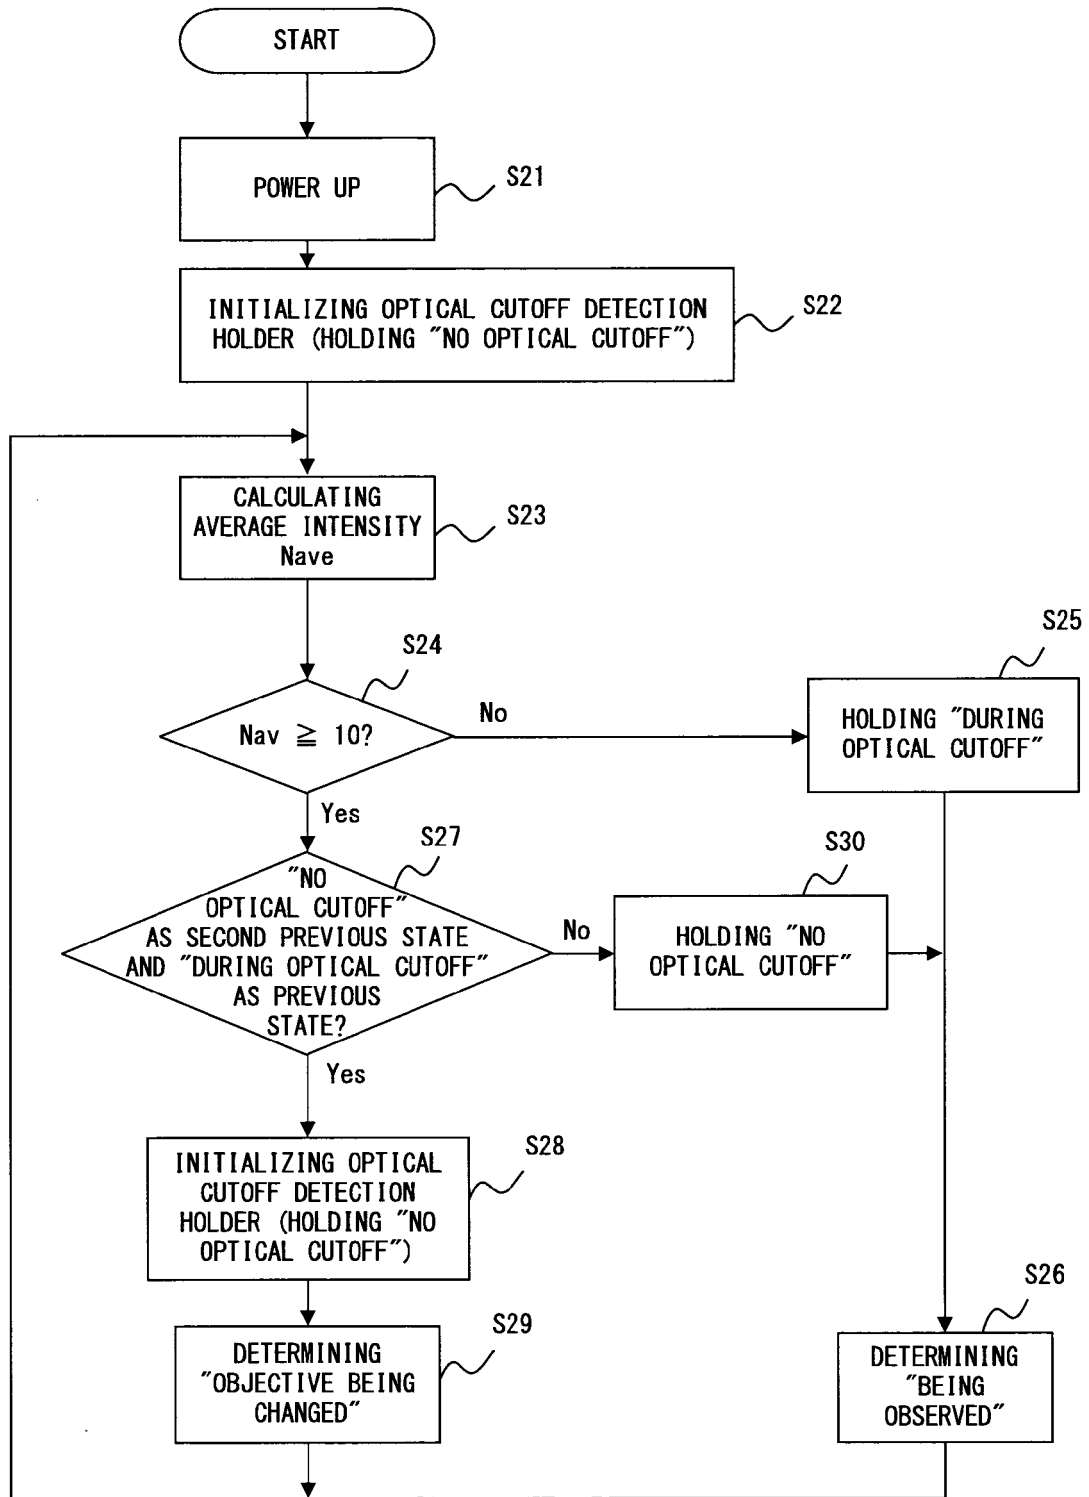 START
POWER UP
S21
INITIALIZING OPTICAL CUTOFF DETECTION
HOLDER (HOLDING "NO OPTICAL CUTOFF")
S22
CALCULATING
AVERAGE INTENSITY
Nave
S23
S24
Nav ≧ 10?
No
Yes
S25
HOLDING "DURING
OPTICAL CUTOFF"
S27
"NO
OPTICAL CUTOFF"
AS SECOND PREVIOUS STATE
AND "DURING OPTICAL CUTOFF"
AS PREVIOUS
STATE?
No
Yes
S30
HOLDING "NO
OPTICAL CUTOFF"
S28
INITIALIZING OPTICAL
CUTOFF DETECTION
HOLDER (HOLDING "NO
OPTICAL CUTOFF")
S29
DETERMINING
"OBJECTIVE BEING
CHANGED"
S26
DETERMINING
"BEING
OBSERVED"